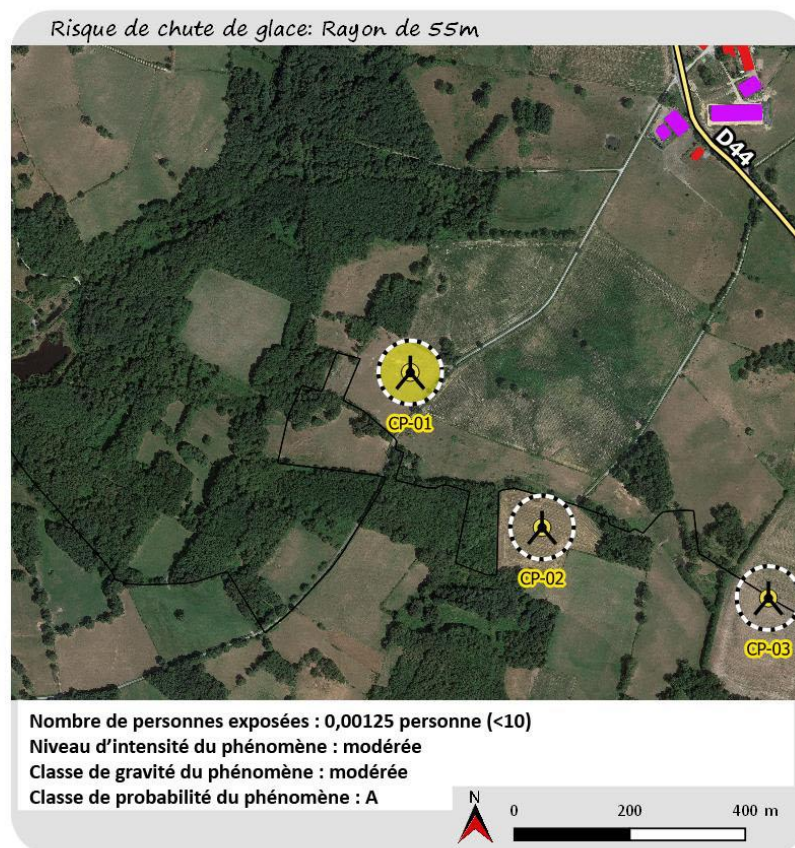 Risque de chute de glace: Rayon de 55m
D44
CP-01
CP-02
CP-03
Nombre de personnes exposées : 0,00125 personne (<10)
Niveau d'intensité du phénomène : modérée
Classe de gravité du phénomène : modérée
Classe de probabilité du phénomène : A
N
0 200 400 m